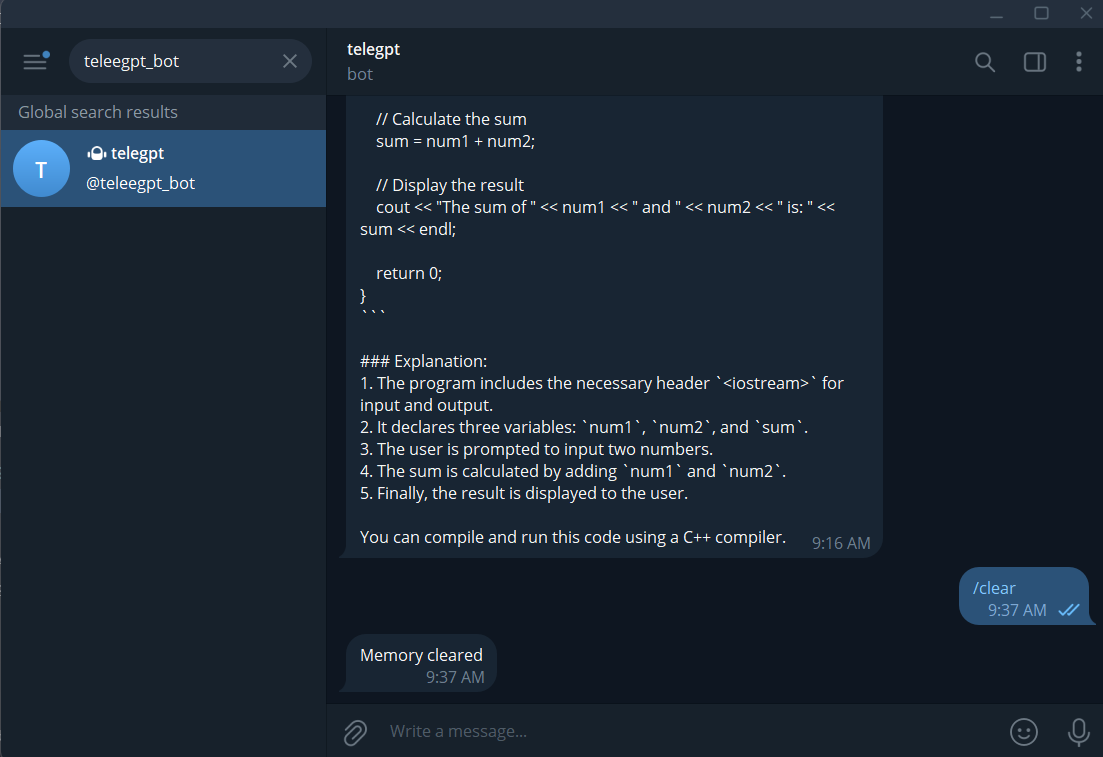 teleegpt_bot
Global search results
telegpt
@teleegpt_bot
T
telegpt
bot
// Calculate the sum
sum = num1 + num2;
// Display the result
cout << "The sum of " << num1 << " and " << num2 << " is: " <<
sum << endl;
return 0;
}
```
### Explanation:
1. The program includes the necessary header `<iostream>` for
input and output.
2. It declares three variables: `num1`, `num2`, and `sum`.
3. The user is prompted to input two numbers.
4. The sum is calculated by adding `num1` and `num2`.
5. Finally, the result is displayed to the user.
You can compile and run this code using a C++ compiler.
9:16 AM
/clear
9:37 AM
Memory cleared
9:37 AM
Write a message...